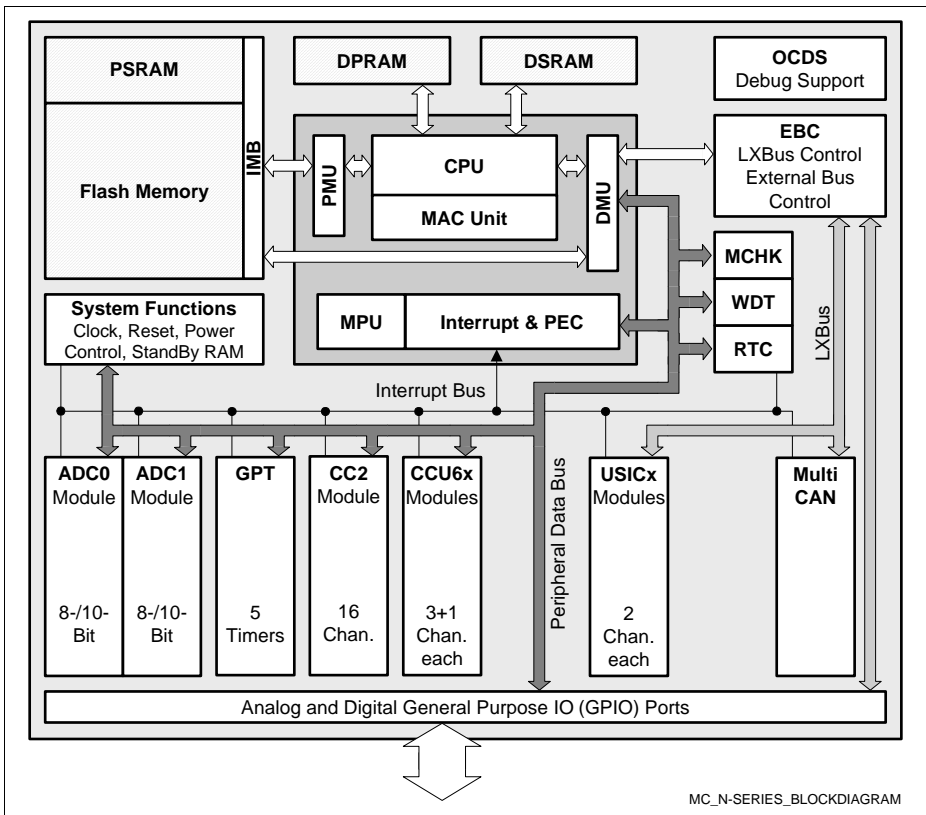 PSRAM
DPRAM
DSRAM
OCDS
Debug Support
Flash Memory
IMB
PMU
CPU
MAC Unit
DMU
EBC
LXBus Control
External Bus
Control
MCHK
WDT
RTC
LXBus
System Functions
Clock, Reset, Power
Control, StandBy RAM
MPU
Interrupt & PEC
Interrupt Bus
ADC0
Module
8-/10-
Bit
ADC1
Module
8-/10-
Bit
GPT
5
Timers
CC2
Module
16
Chan.
CCU6x
Modules
3+1
Chan.
each
Peripheral Data Bus
USICx
Modules
2
Chan.
each
Multi
CAN
Analog and Digital General Purpose IO (GPIO) Ports
MC_N-SERIES_BLOCKDIAGRAM